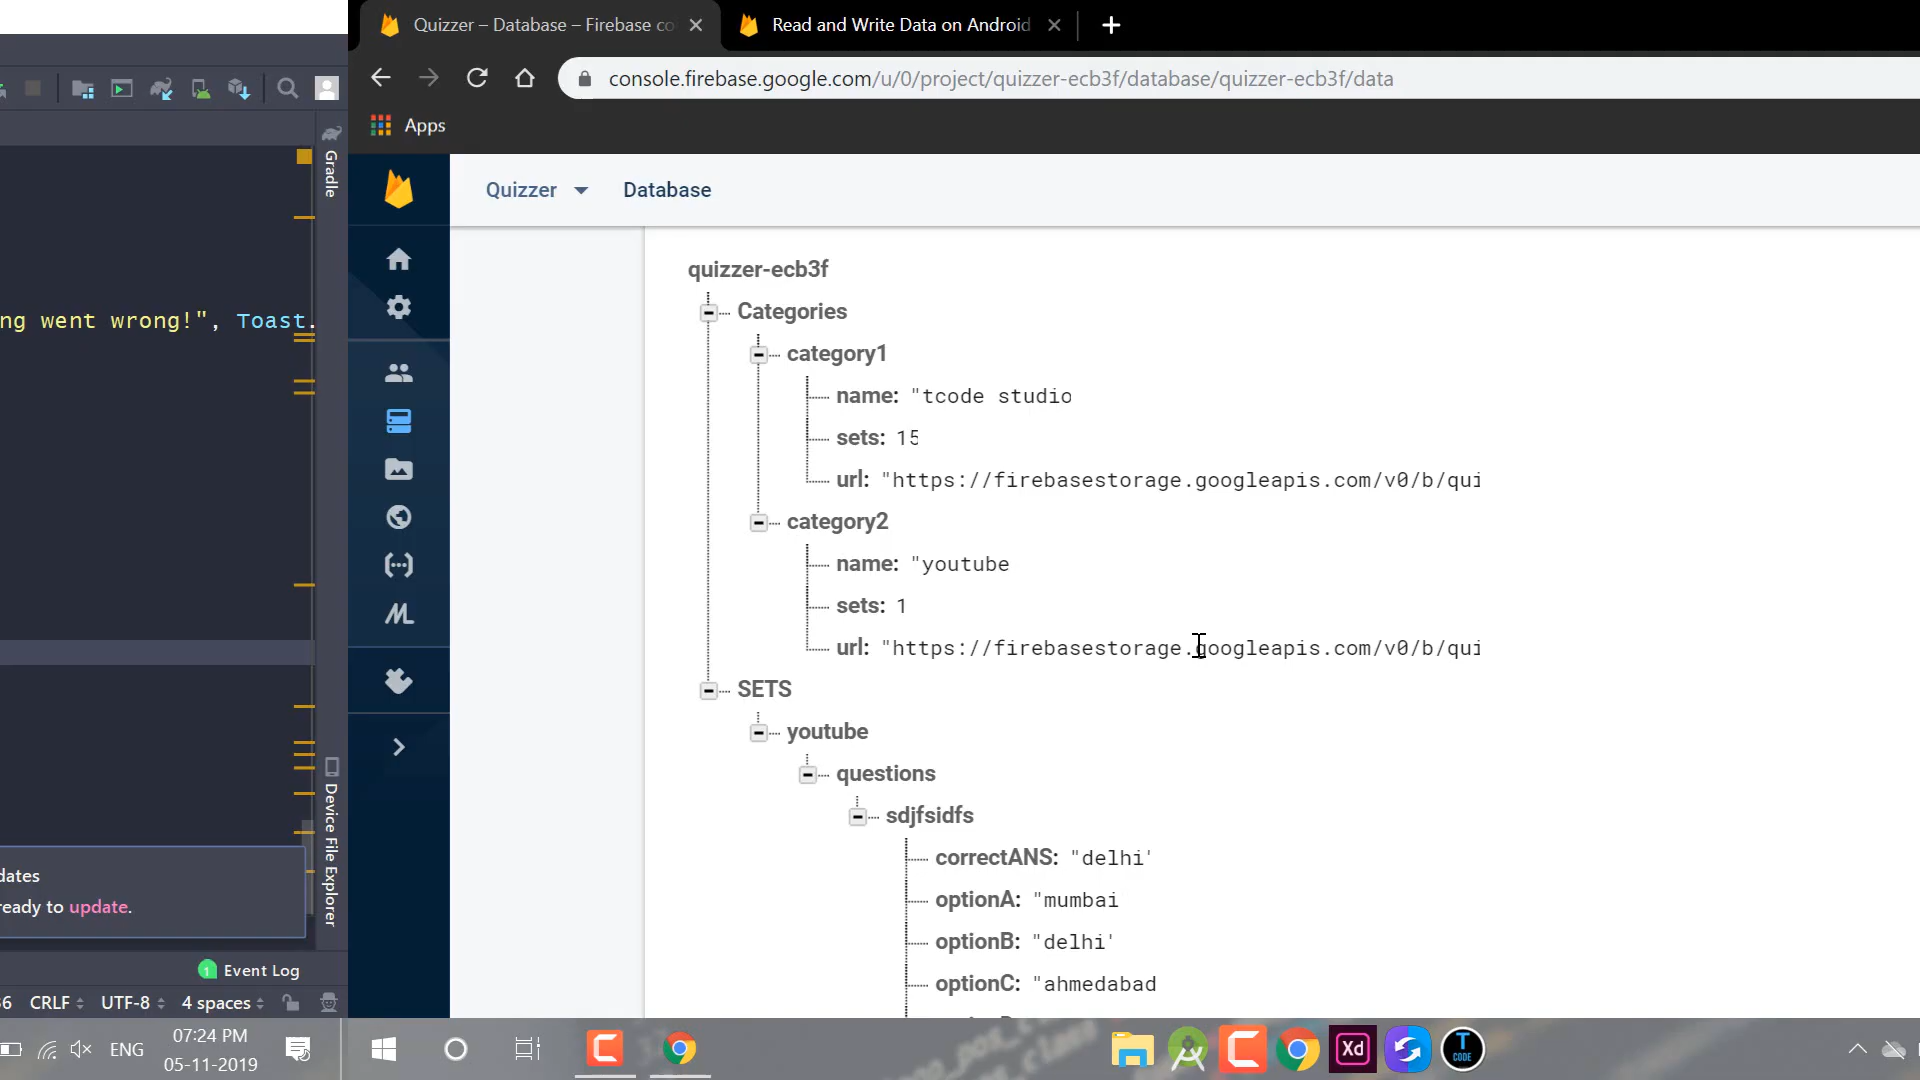 Quizzer – Database – Firebase co
Read and Write Data on Android
console.firebase.google.com/u/0/project/quizzer-ecb3f/database/quizzer-ecb3f/data
Apps
Quizzer
Database
Gradle
ng went wrong!", Toast.
quizzer-ecb3f
Categories
category1
name: "tcode studio
sets: 15
url: "https://firebasestorage.googleapis.com/v0/b/qui
category2
name: "youtube
sets: 1
url: "https://firebasestorage.googleapis.com/v0/b/qui
SETS
youtube
questions
sdjfsidfs
correctANS: "delhi'
optionA: "mumbai
optionB: "delhi'
optionC: "ahmedabad
Device File Explorer
dates
ready to update.
1 Event Log
6 CRLF UTF-8 4 spaces
ENG
07:24 PM
05-11-2019
Xd
T
CODE